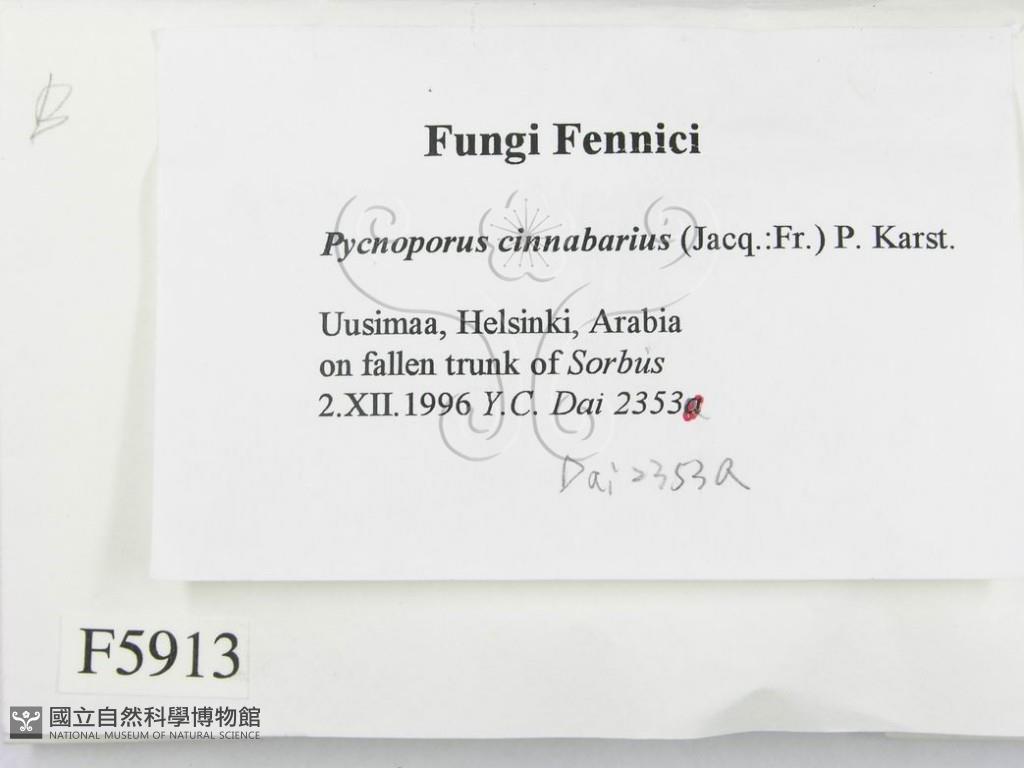 B
Fungi Fennici
Pycnoporus cinnabarius (Jacq.:Fr.) P. Karst.
Uusimaa, Helsinki, Arabia
on fallen trunk of Sorbus
2.XII.1996 Y.C. Dai 2353a
Dai 2353a
F5913
國立自然科學博物館
NATIONAL MUSEUM OF NATURAL SCIENCE